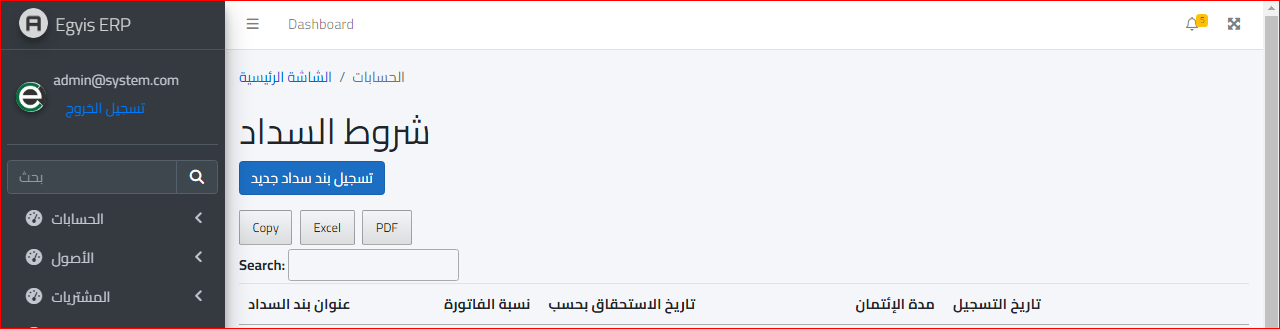 Egyis ERP
Dashboard
5
admin@system.com
تسجيل الخروج
بحث
الحسابات
الأصول
المشتريات
الشاشة الرئيسية / الحسابات
شروط السداد
تسجيل بند سداد جديد
Copy Excel PDF
Search:
عنوان بند السداد نسبة الفاتورة تاريخ الاستحقاق بحسب مدة الإئتمان تاريخ التسجيل